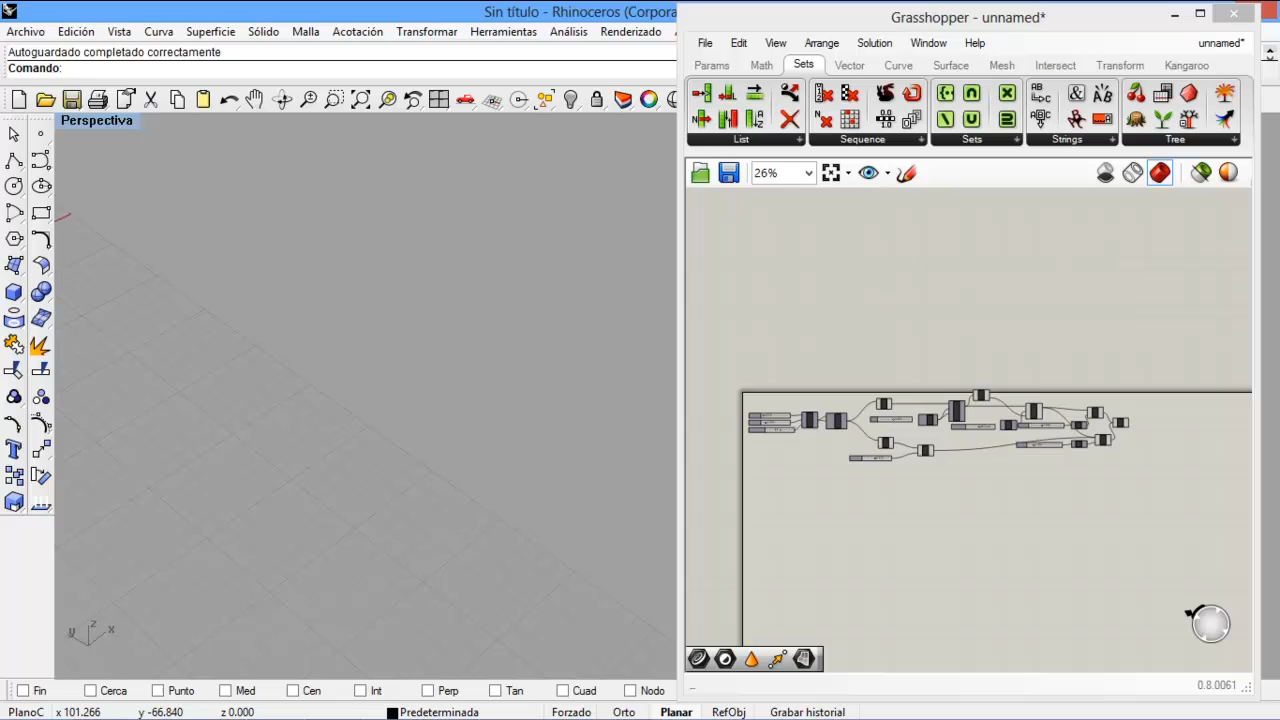 Sin título - Rhinoceros (Corpora
Archivo Edición Vista Curva Superficie Sólido Malla Acotación Transformar Herramientas Análisis Renderizado
Autoguardado completado correctamente
Comando:
Perspectiva
z
y x
Fin Cerca Punto Med Cen Int Perp Tan Cuad Nodo
PlanoC x 101.266 y -66.840 z 0.000 Predeterminada Forzado Orto Planar RefObj Grabar historial
Grasshopper - unnamed*
File Edit View Arrange Solution Window Help unnamed*
Params Math Sets Vector Curve Surface Mesh Intersect Transform Kangaroo
List Sequence Sets Strings Tree
26%
0.8.0061